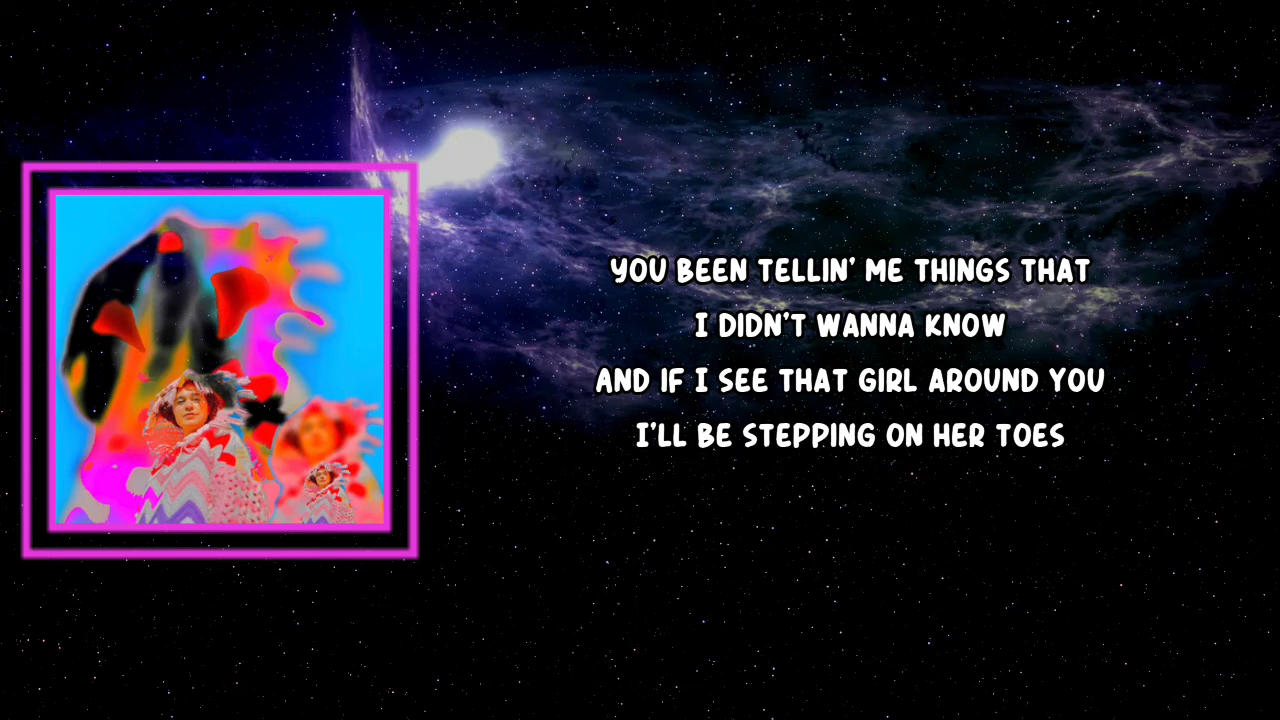 YOU BEEN TELLIN' ME THINGS THAT
I DIDN'T WANNA KNOW
AND IF I SEE THAT GIRL AROUND YOU
I'LL BE STEPPING ON HER TOES